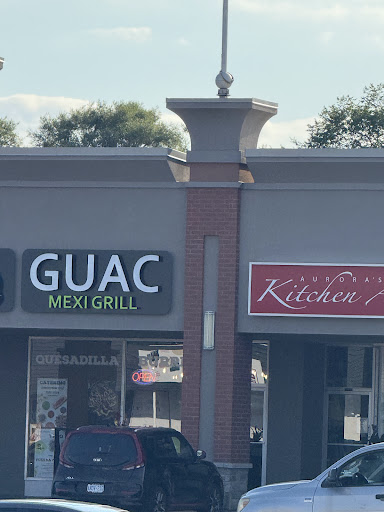 GUAC
MEXI GRILL
AURORA'S
Kitchen
QUESADILLA
OPEN